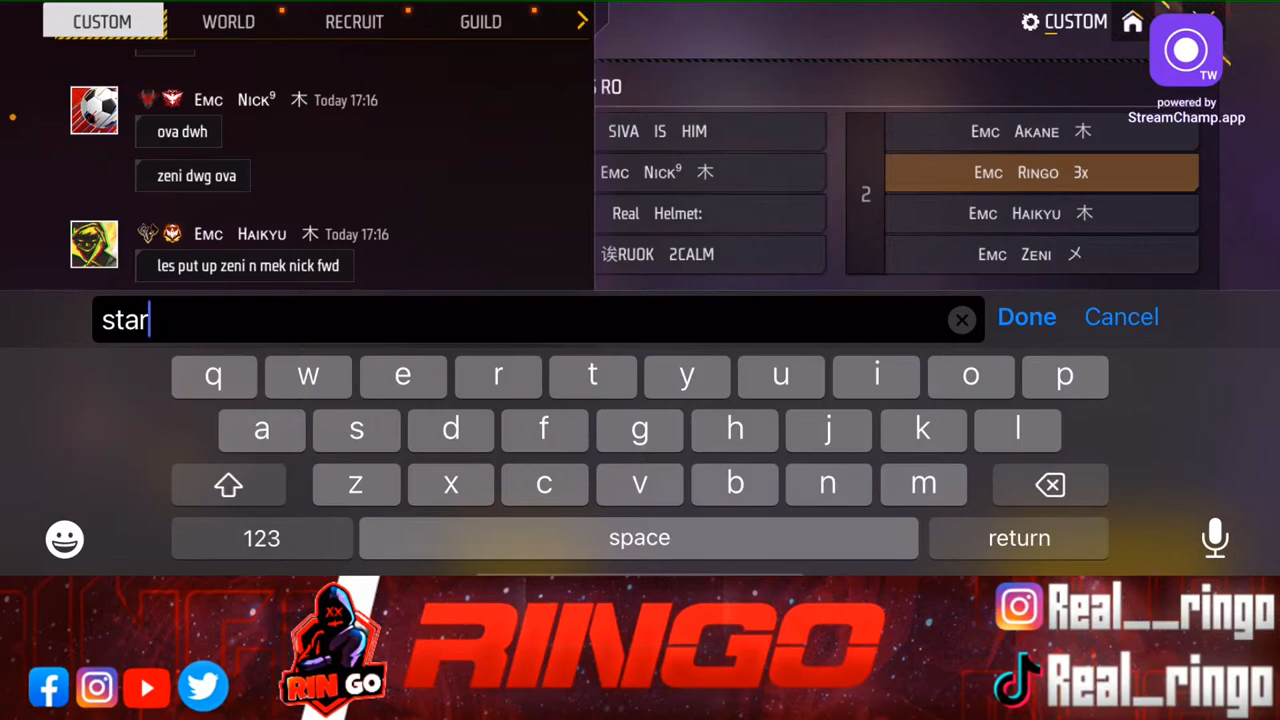 CUSTOM WORLD RECRUIT GUILD
CUSTOM
TW
powered by
StreamChamp.app
Emc Nick⁹ 木 Today 17:16
ova dwh
zeni dwg ova
Emc Haikyu 木 Today 17:16
les put up zeni n mek nick fwd
RO
SIVA IS HIM
Emc Nick⁹ 木
Real Helmet:
诶RUOK 2CALM
2
Emc Akane 木
Emc Ringo 3x
Emc Haikyu 木
Emc Zeni メ
star
Done Cancel
q w e r t y u i o p
a s d f g h j k l
z x c v b n m
123 space return
RIN GO
RINGO
Real__ringo
Real_ringo